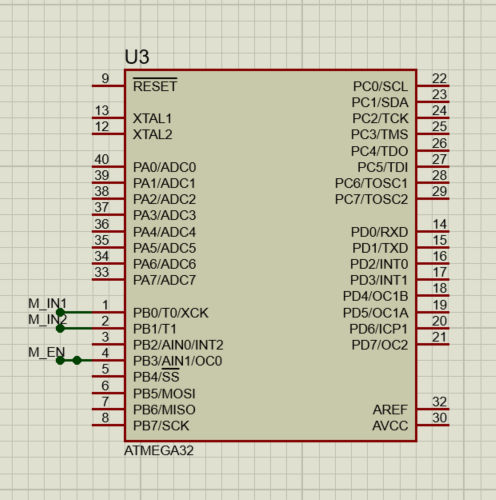 U3
9 RESET PC0/SCL 22
PC1/SDA 23
13 XTAL1 PC2/TCK 24
12 XTAL2 PC3/TMS 25
PC4/TDO 26
40 PA0/ADC0 PC5/TDI 27
39 PA1/ADC1 PC6/TOSC1 28
38 PA2/ADC2 PC7/TOSC2 29
37 PA3/ADC3
36 PA4/ADC4 PD0/RXD 14
35 PA5/ADC5 PD1/TXD 15
34 PA6/ADC6 PD2/INT0 16
33 PA7/ADC7 PD3/INT1 17
PD4/OC1B 18
M_IN1 1 PB0/T0/XCK PD5/OC1A 19
M_IN2 2 PB1/T1 PD6/ICP1 20
3 PB2/AIN0/INT2 PD7/OC2 21
M_EN 4 PB3/AIN1/OC0
5 PB4/SS
6 PB5/MOSI
7 PB6/MISO AREF 32
8 PB7/SCK AVCC 30
ATMEGA32